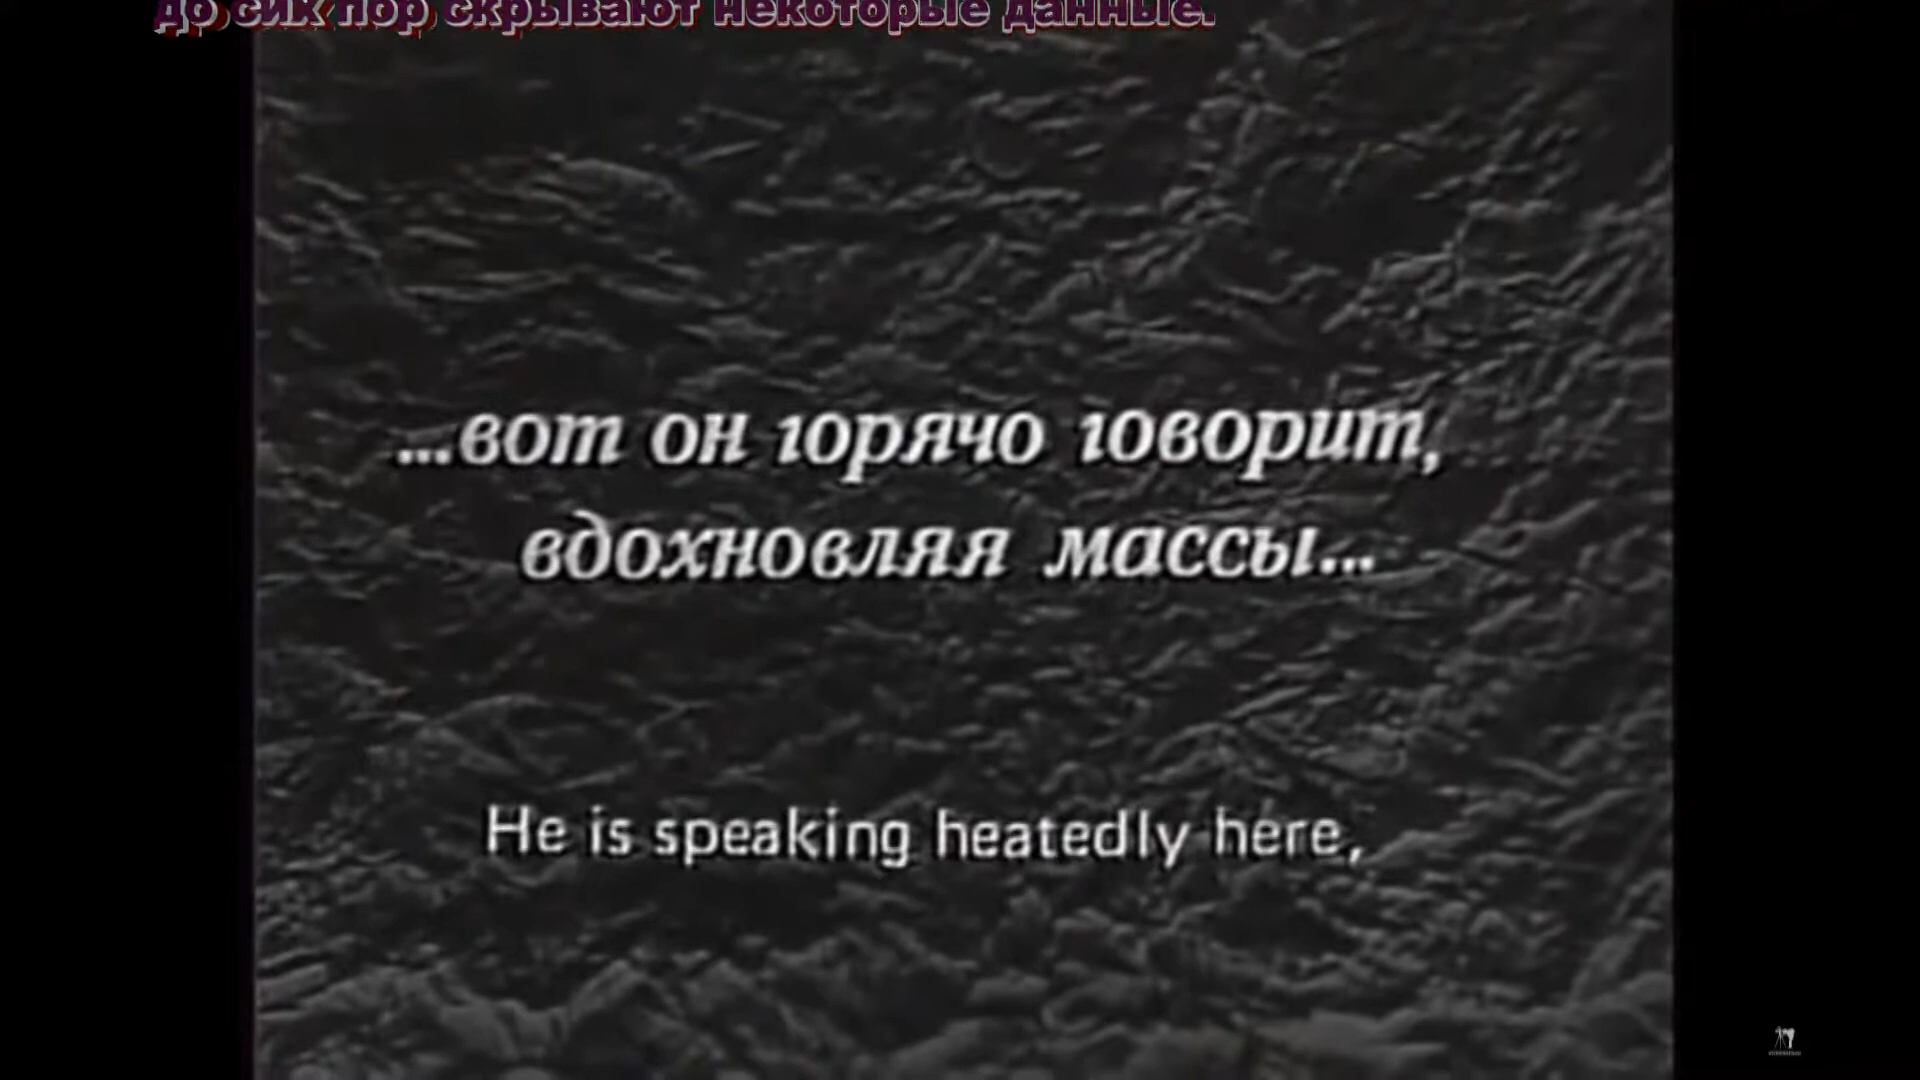 до сих пор скрывают некоторые данные.
...вот он горячо говорит,
вдохновляя массы...
He is speaking heatedly here,